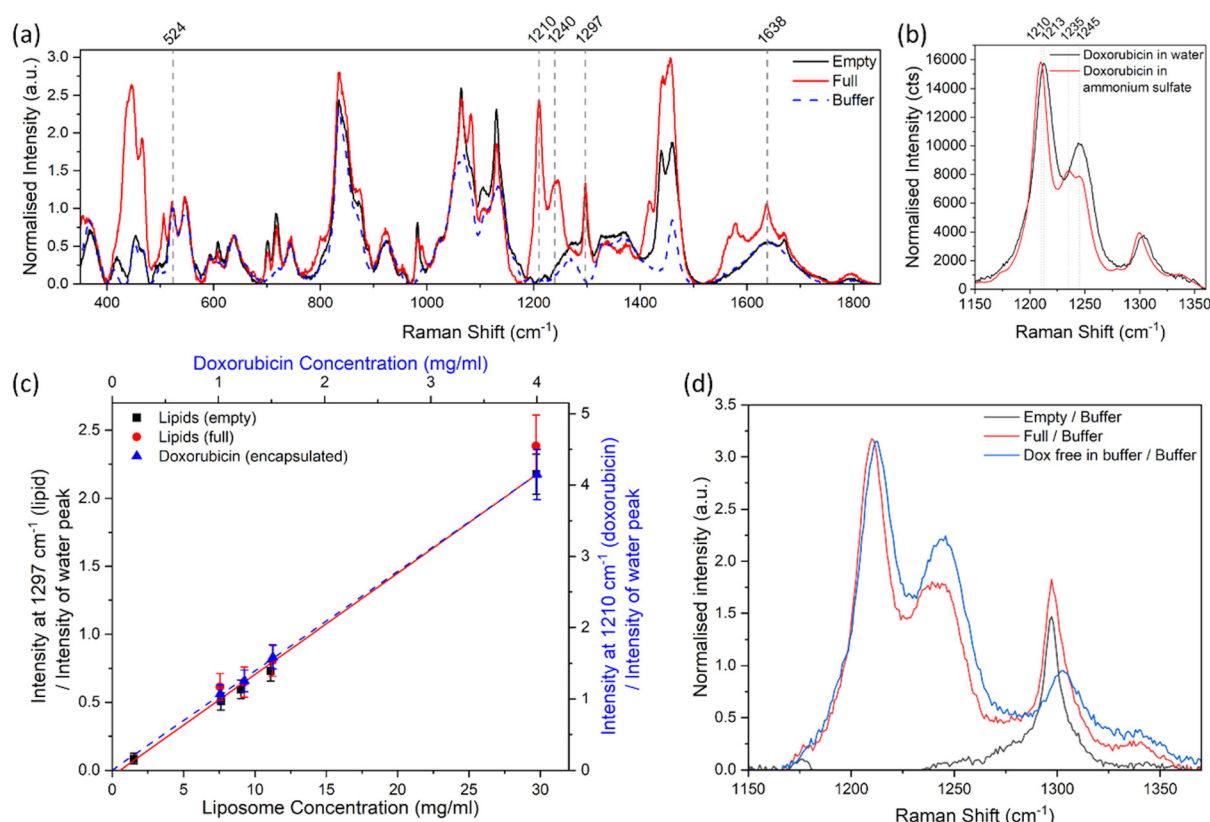 (a)
524
1210
1240
1297
1638
Normalised Intensity (a.u.)
3.0
2.5
2.0
1.5
1.0
0.5
0.0
Empty
Full
Buffer
400 600 800 1000 1200 1400 1600 1800
Raman Shift (cm⁻¹)
(b)
1210
1213
1235
1245
Normalised Intensity (cts)
16000
14000
12000
10000
8000
6000
4000
2000
0
Doxorubicin in water
Doxorubicin in
ammonium sulfate
1150 1200 1250 1300 1350
Raman Shift (cm⁻¹)
(c)
Doxorubicin Concentration (mg/ml)
0 1 2 3 4
Lipids (empty)
Lipids (full)
Doxorubicin (encapsulated)
Intensity at 1297 cm⁻¹ (lipid)
/ Intensity of water peak
2.5
2.0
1.5
1.0
0.5
0.0
5
4
3
2
1
0
Intensity at 1210 cm⁻¹ (doxorubicin)
/ Intensity of water peak
0 5 10 15 20 25 30
Liposome Concentration (mg/ml)
(d)
Normalised intensity (a.u.)
3.5
3.0
2.5
2.0
1.5
1.0
0.5
0.0
Empty / Buffer
Full / Buffer
Dox free in buffer / Buffer
1150 1200 1250 1300 1350
Raman Shift (cm⁻¹)